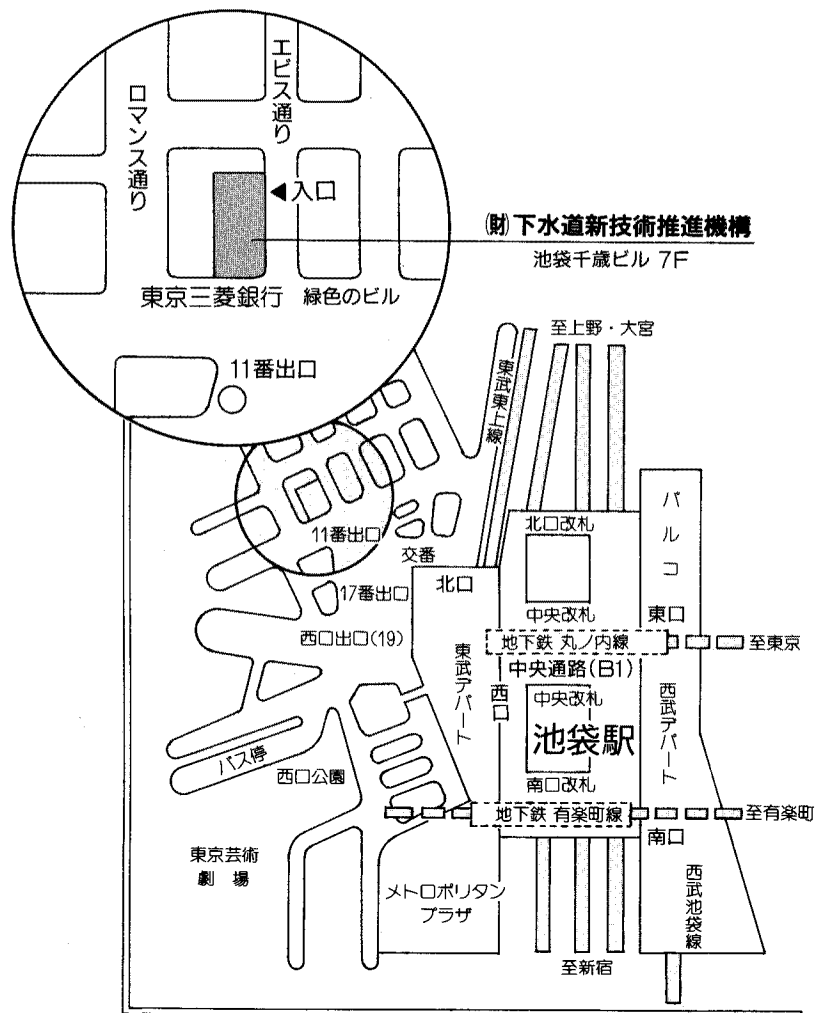 エビス通り
ロマンス通り
◀入口
(財)下水道新技術推進機構
池袋千歳ビル 7F
東京三菱銀行
緑色のビル
11番出口
至上野・大宮
東武東上線
パルコ
北口改札
11番出口
交番
北口
17番出口
中央改札
東口
西口出口(19)
地下鉄 丸ノ内線
至東京
中央通路(B1)
東武デパート
西口
中央改札
西武デパート
池袋駅
バス停
西口公園
南口改札
地下鉄 有楽町線
至有楽町
南口
東京芸術
劇場
メトロポリタン
プラザ
西武池袋線
至新宿